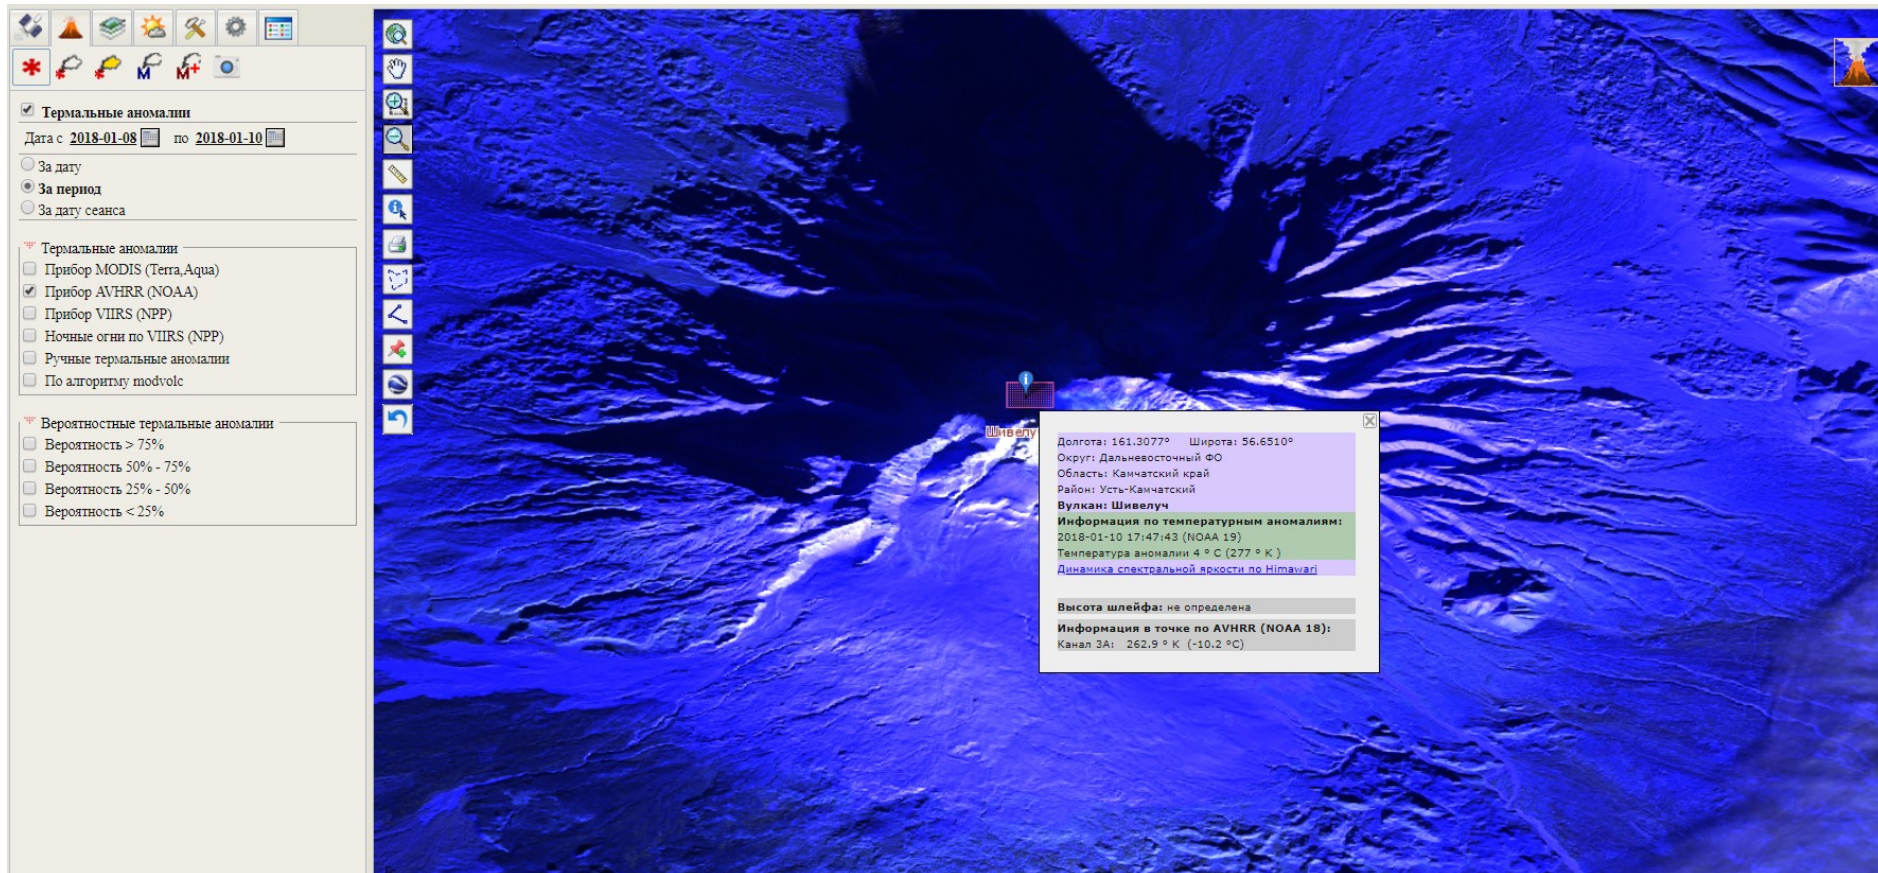 M
M+
Термальные аномалии
Дата с 2018-01-08 по 2018-01-10
За дату
За период
За дату сеанса
Термальные аномалии
Прибор MODIS (Terra,Aqua)
Прибор AVHRR (NOAA)
Прибор VIIRS (NPP)
Ночные огни по VIIRS (NPP)
Ручные термальные аномалии
По алгоритму modvolc
Вероятностные термальные аномалии
Вероятность > 75%
Вероятность 50% - 75%
Вероятность 25% - 50%
Вероятность < 25%
Шивелу
Долгота: 161.3077° Широта: 56.6510°
Округ: Дальневосточный ФО
Область: Камчатский край
Район: Усть-Камчатский
Вулкан: Шивелуч
Информация по температурным аномалиям:
2018-01-10 17:47:43 (NOAA 19)
Температура аномалии 4 ° C (277 ° K )
Динамика спектральной яркости по Himawari
Высота шлейфа: не определена
Информация в точке по AVHRR (NOAA 18):
Канал 3A: 262.9 ° K (-10.2 °C)